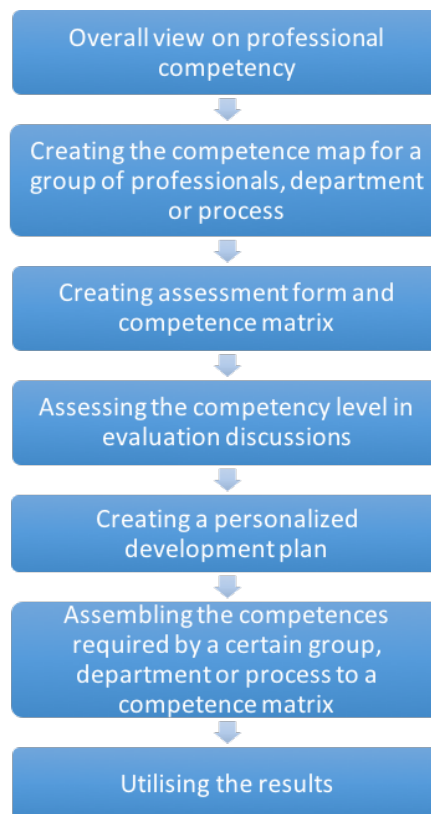 Overall view on professional
competency
Creating the competence map for a
group of professionals, department
or process
Creating assessment form and
competence matrix
Assessing the competency level in
evaluation discussions
Creating a personalized
development plan
Assembling the competences
required by a certain group,
department or process to a
competence matrix
Utilising the results